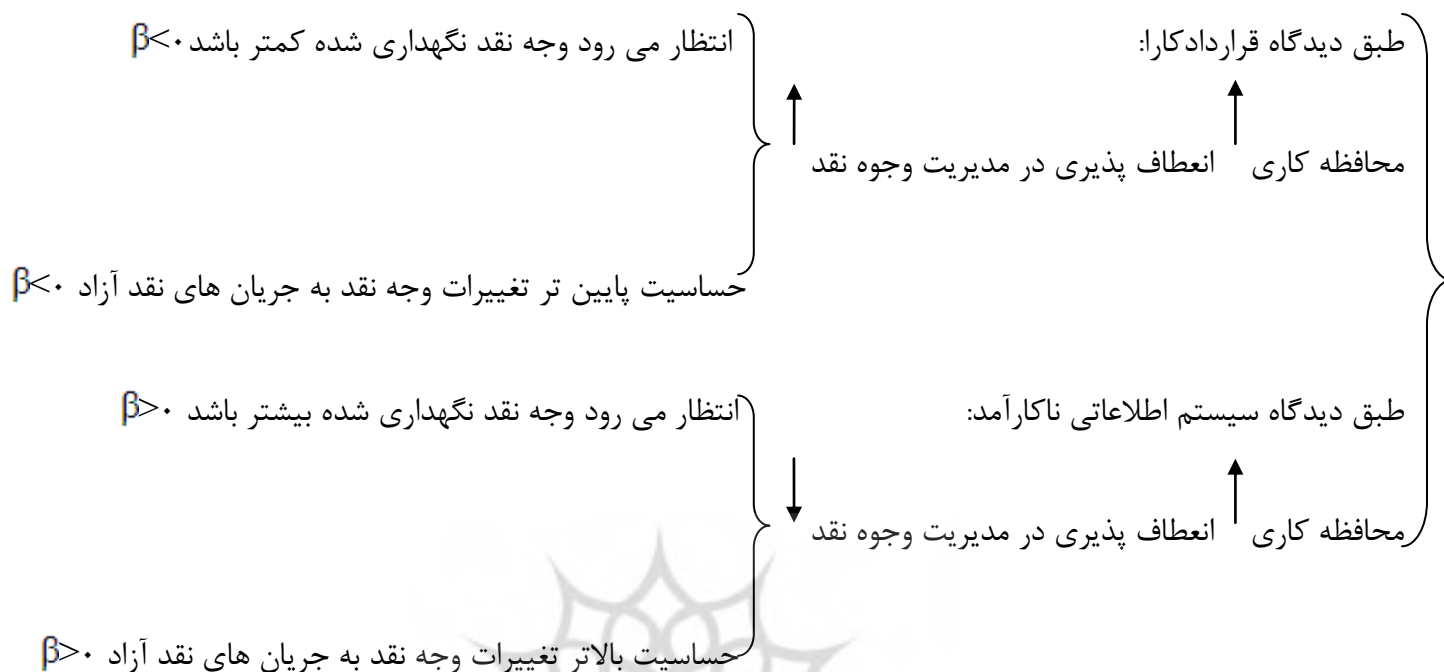 طبق دیدگاه قراردادکارا:
انتظار می رود وجه نقد نگهداری شده کمتر باشد β<۰
محافظه کاری ↑ انعطاف پذیری در مدیریت وجوه نقد ↑
حساسیت پایین تر تغییرات وجه نقد به جریان های نقد آزاد β<۰
طبق دیدگاه سیستم اطلاعاتی ناکارآمد:
انتظار می رود وجه نقد نگهداری شده بیشتر باشد β>۰
محافظه کاری ↑ انعطاف پذیری در مدیریت وجوه نقد ↓
حساسیت بالاتر تغییرات وجه نقد به جریان های نقد آزاد β>۰